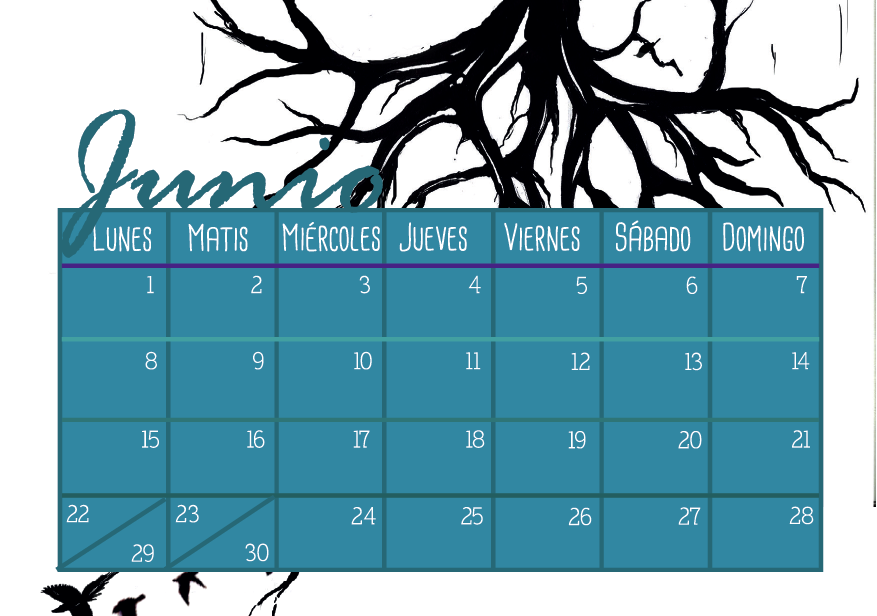 Junio
LUNES MATIS MIÉRCOLES JUEVES VIERNES SÁBADO DOMINGO
1 2 3 4 5 6 7
8 9 10 11 12 13 14
15 16 17 18 19 20 21
22 23 24 25 26 27 28
29 30